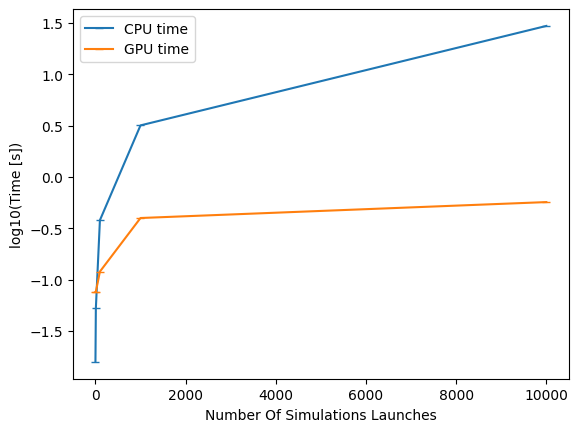 CPU time
GPU time
1.5
1.0
0.5
0.0
−0.5
−1.0
−1.5
log10(Time [s])
0 2000 4000 6000 8000 10000
Number Of Simulations Launches